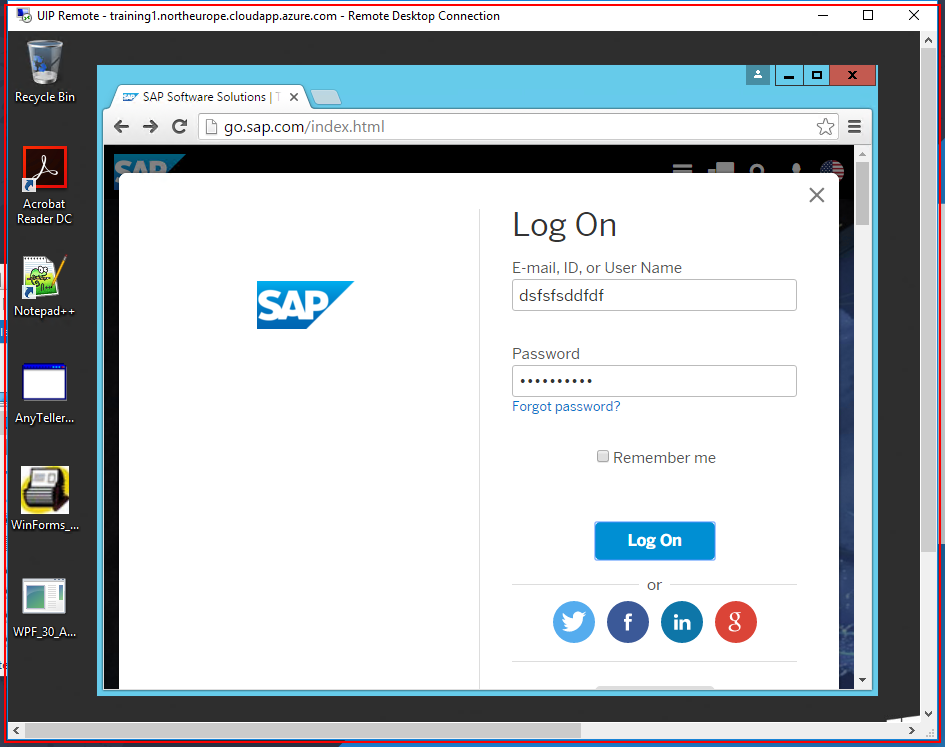 UIP Remote - training1.northeurope.cloudapp.azure.com - Remote Desktop Connection
Recycle Bin
Acrobat
Reader DC
Notepad++
AnyTeller...
WinForms_...
WPF_30_A...
SAP Software Solutions | T
go.sap.com/index.html
SAP
SAP
Log On
E-mail, ID, or User Name
dsfsfsddfdf
Password
••••••••••
Forgot password?
Remember me
Log On
or
f
in
g